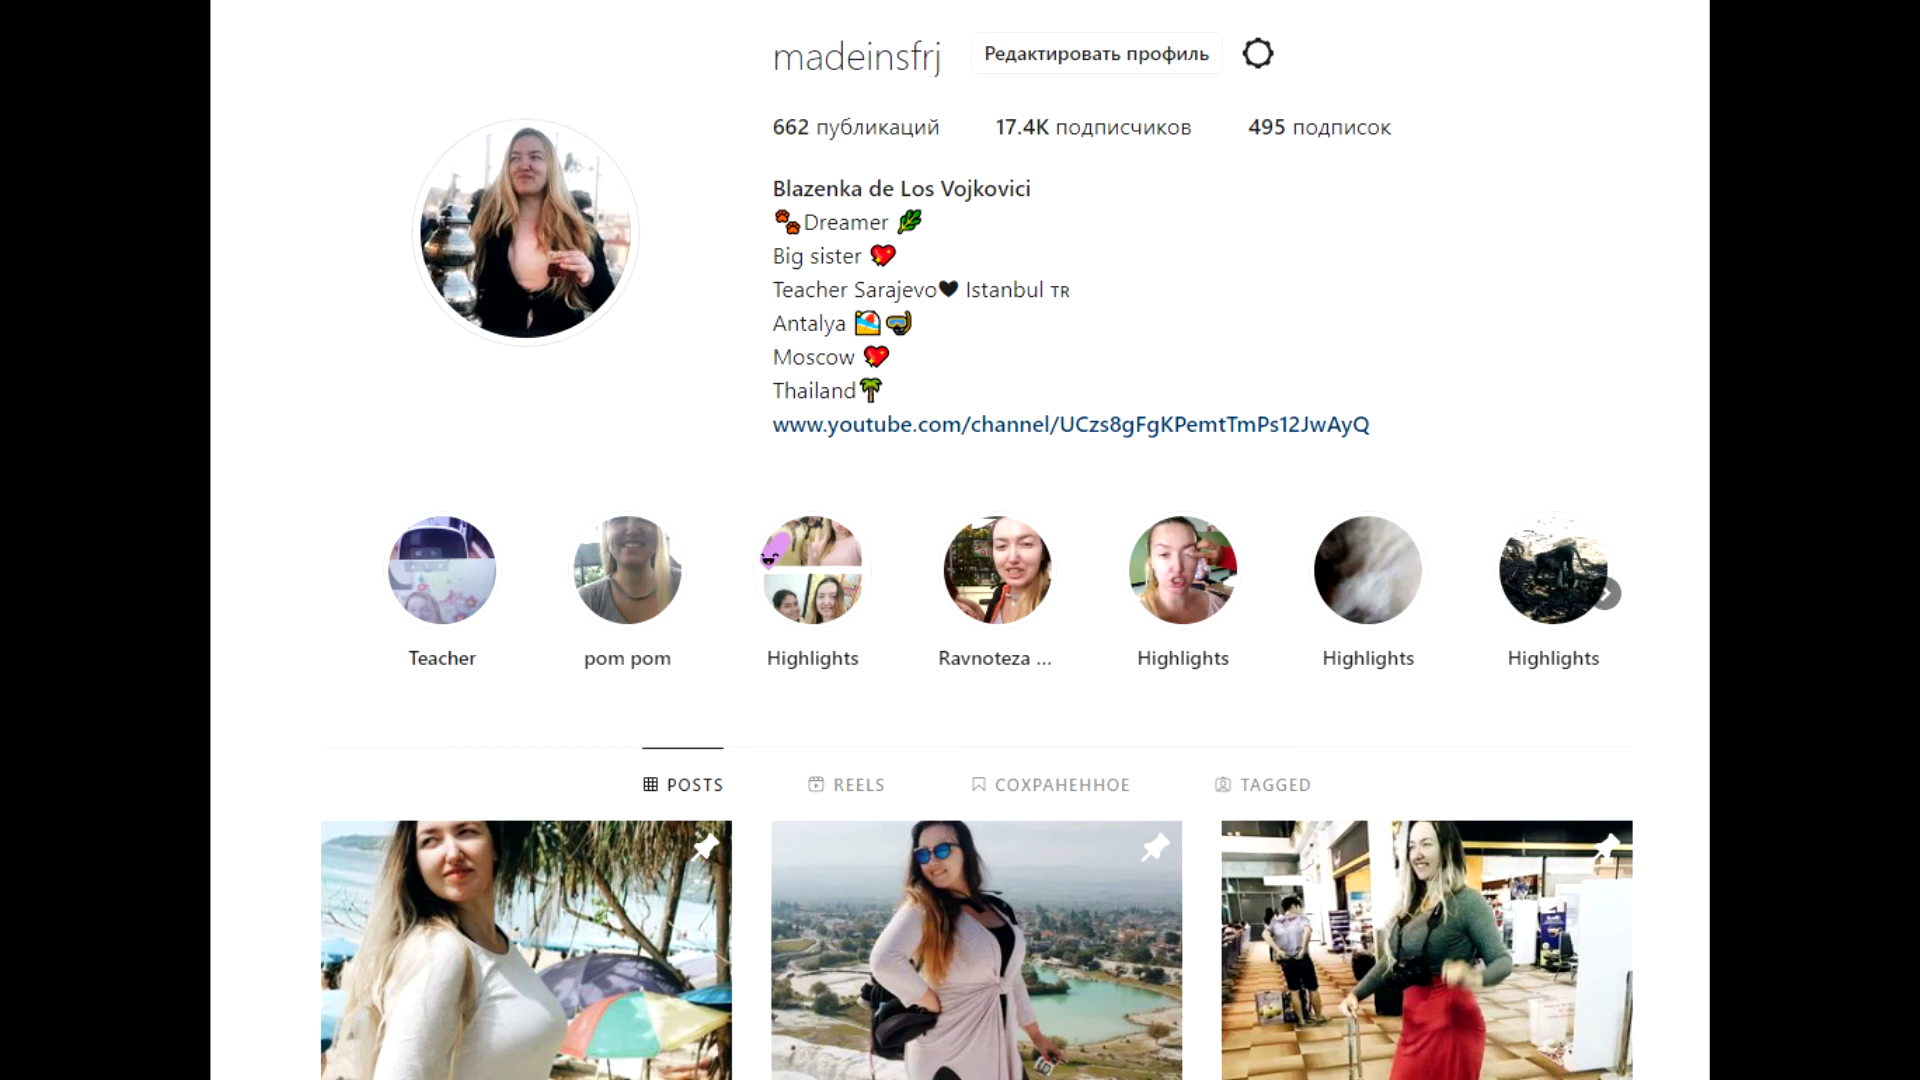 madeinsfrj Редактировать профиль
662 публикаций 17.4K подписчиков 495 подписок
Blazenka de Los Vojkovici
🐾Dreamer 🌿
Big sister 💖
Teacher Sarajevo🖤 Istanbul TR
Antalya 🏖🤿
Moscow 💖
Thailand🌴
www.youtube.com/channel/UCzs8gFgKPemtTmPs12JwAyQ
Teacher pom pom Highlights Ravnoteza ... Highlights Highlights Highlights
POSTS REELS СОХРАНЕННОЕ TAGGED